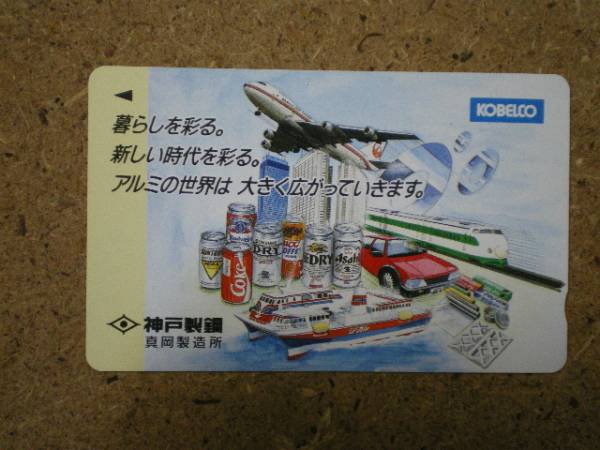 暮らしを彩る。
新しい時代を彩る。
アルミの世界は 大きく広がっていきます。
KOBELCO
DRY
DRY
Asahi
Coke
神戸製鋼
真岡製造所